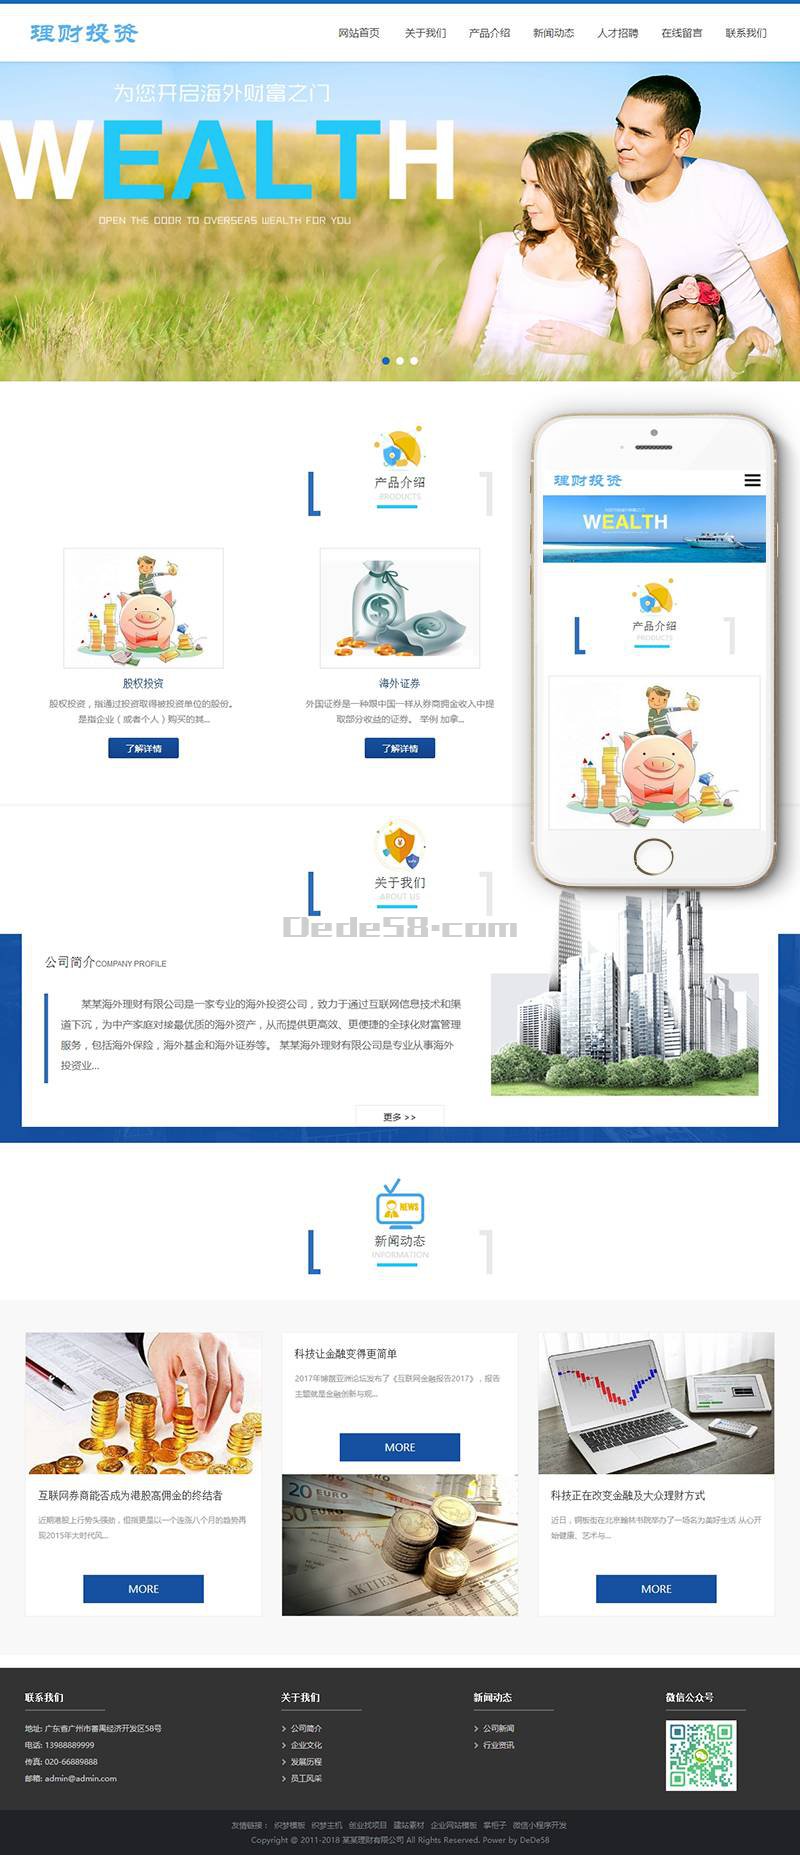 理财投资
网站首页 关于我们 产品介绍 新闻动态 人才招聘 在线留言 联系我们
为您开启海外财富之门
WEALTH
OPEN THE DOOR TO OVERSEAS WEALTH FOR YOU
产品介绍
PRODUCTS
股权投资
股权投资，指通过投资取得被投资单位的股份。
是指企业（或者个人）购买的其...
了解详情
海外证券
外国证券是一种跟中国一样从券商佣金收入中提
取部分收益的证券。 举例 加拿...
了解详情
理财投资
WEALTH
产品介绍
PRODUCTS
关于我们
ABOUT US
Dede58.com
公司简介COMPANY PROFILE
某某海外理财有限公司是一家专业的海外投资公司，致力于通过互联网信息技术和渠
道下沉，为中产家庭对接最优质的海外资产，从而提供更高效、更便捷的全球化财富管理
服务，包括海外保险，海外基金和海外证券等。 某某海外理财有限公司是专业从事海外
投资业...
更多 >>
NEWS
新闻动态
INFORMATION
互联网券商能否成为港股高佣金的终结者
近期港股上行势头强劲，恒指更是以一个连涨八个月的趋势再
现2015年大时代风...
MORE
科技让金融变得更简单
2017年博鳌亚洲论坛发布了《互联网金融报告2017》，报告
主题就是金融创新与规...
MORE
20 EURO
50 EURO
AKTIEN
科技正在改变金融及大众理财方式
近日，铜板街在北京翰林书院举办了一场名为美好生活 从心开
始健康、艺术与...
MORE
联系我们
地址: 广东省广州市番禺经济开发区58号
电话: 13988889999
传真: 020-66889888
邮箱: admin@admin.com
关于我们
公司简介
企业文化
发展历程
员工风采
新闻动态
公司新闻
行业资讯
微信公众号
友情链接： 织梦模板 织梦主机 创业找项目 建站素材 企业网站模板 掌柜子 微信小程序开发
Copyright @ 2011-2018 某某理财有限公司 All Rights Reserved. Power by DeDe58